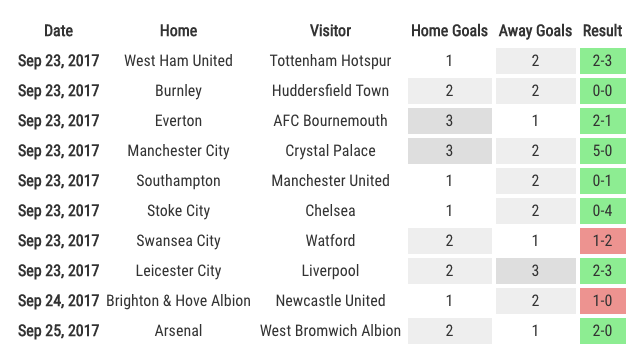 Date Home Visitor Home Goals Away Goals Result
Sep 23, 2017 West Ham United Tottenham Hotspur 1 2 2-3
Sep 23, 2017 Burnley Huddersfield Town 2 2 0-0
Sep 23, 2017 Everton AFC Bournemouth 3 1 2-1
Sep 23, 2017 Manchester City Crystal Palace 3 2 5-0
Sep 23, 2017 Southampton Manchester United 1 2 0-1
Sep 23, 2017 Stoke City Chelsea 1 2 0-4
Sep 23, 2017 Swansea City Watford 2 1 1-2
Sep 23, 2017 Leicester City Liverpool 2 3 2-3
Sep 24, 2017 Brighton & Hove Albion Newcastle United 1 2 1-0
Sep 25, 2017 Arsenal West Bromwich Albion 2 1 2-0